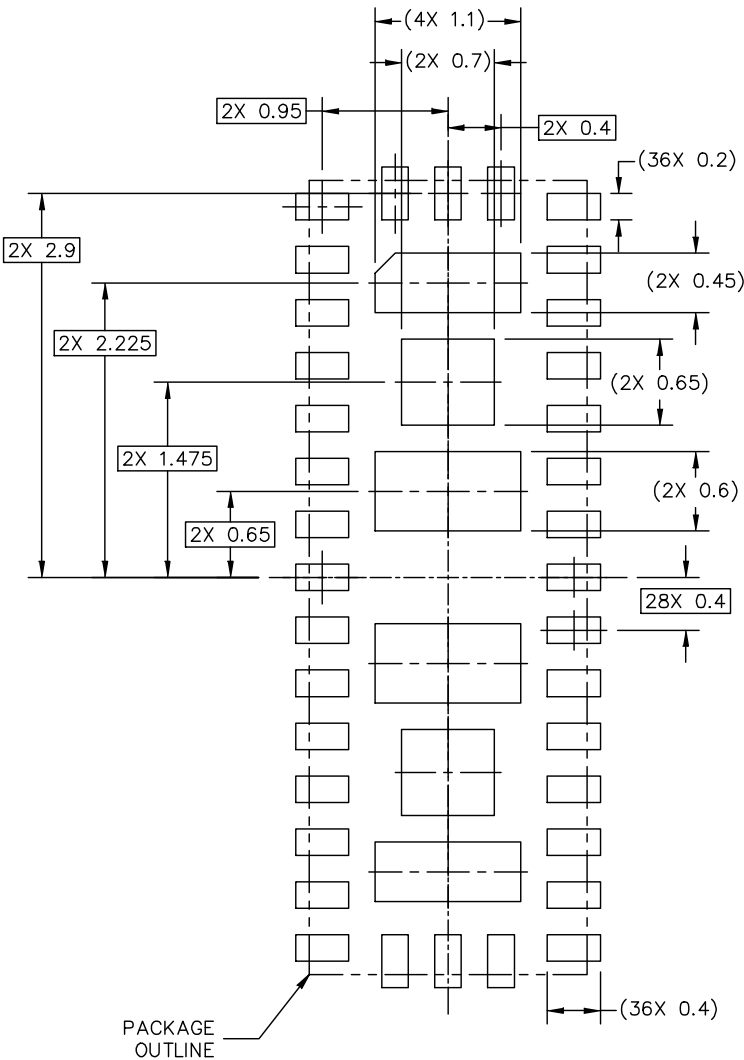 (4X 1.1)
(2X 0.7)
2X 0.95
2X 0.4
(36X 0.2)
2X 2.9
(2X 0.45)
2X 2.225
(2X 0.65)
2X 1.475
(2X 0.6)
2X 0.65
28X 0.4
(36X 0.4)
PACKAGE
OUTLINE